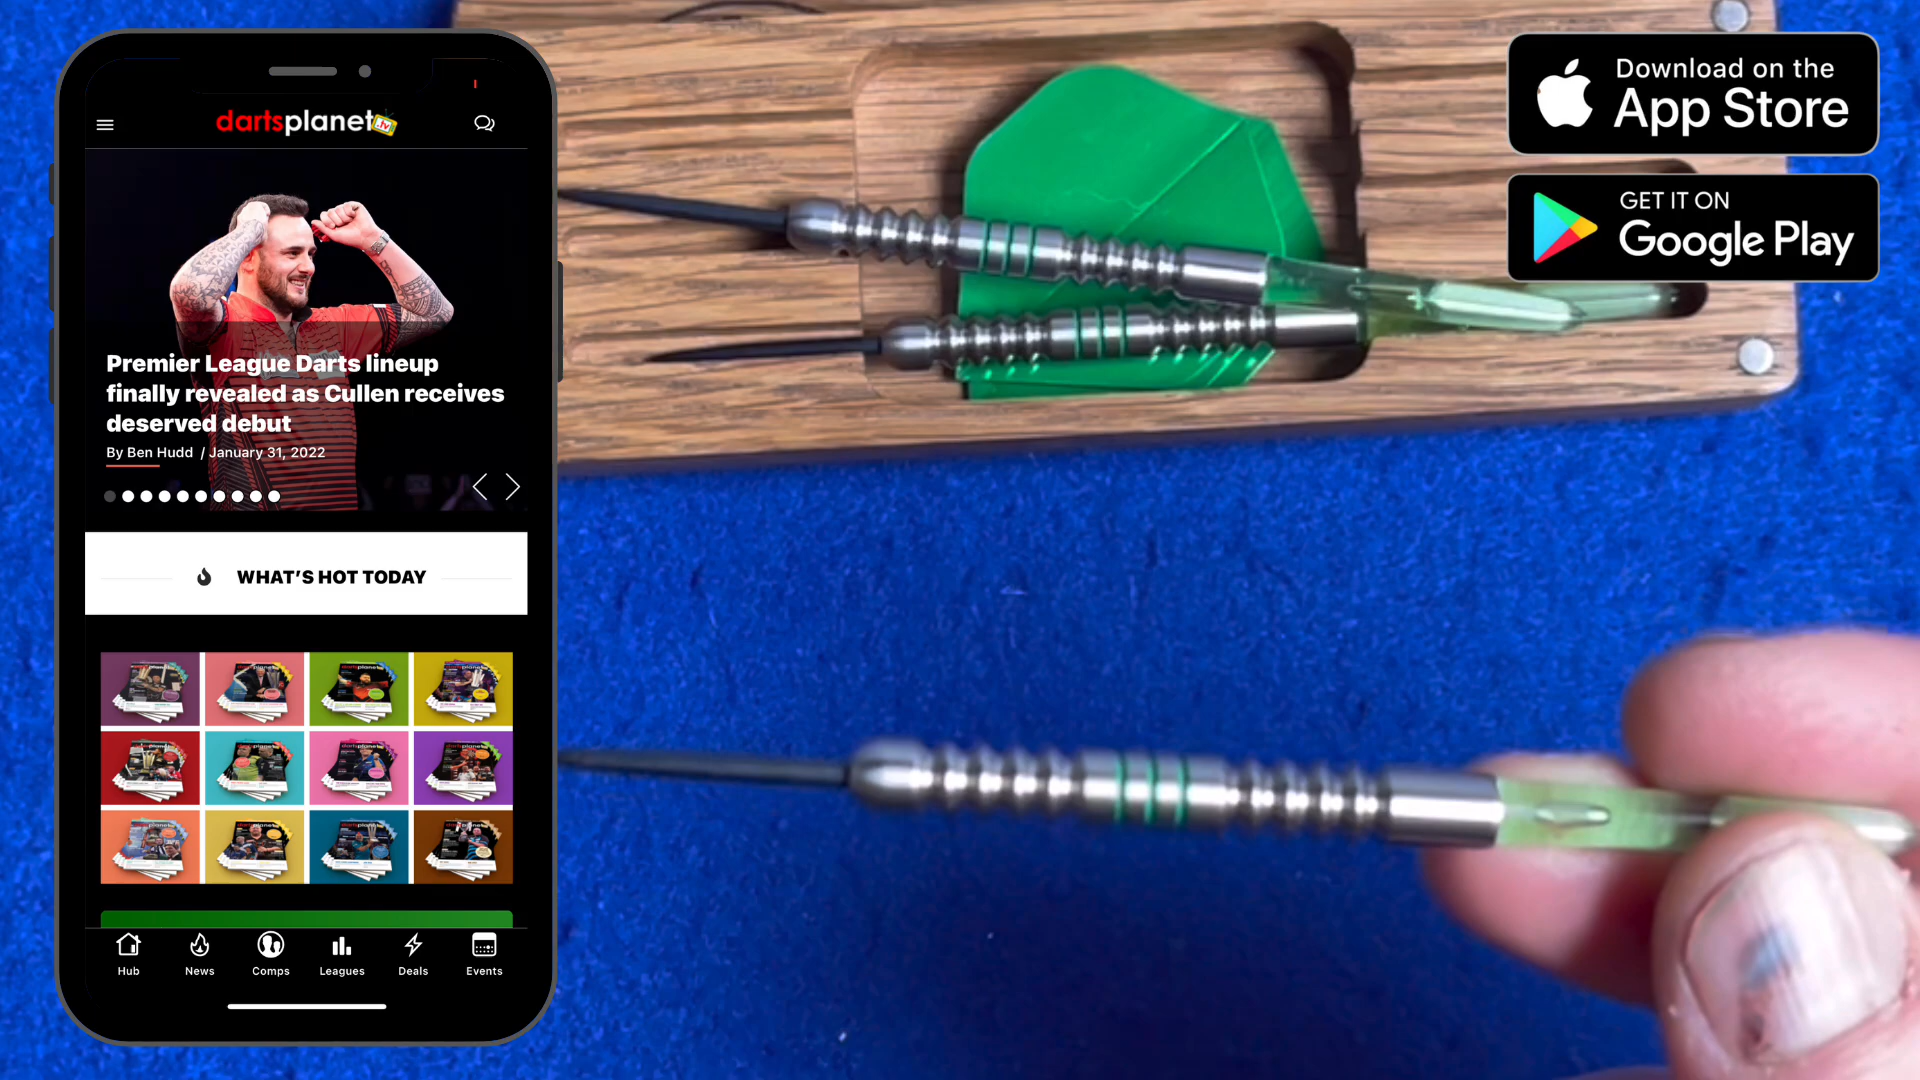 dartsplanet.tv
Premier League Darts lineup
finally revealed as Cullen receives
deserved debut
By Ben Hudd / January 31, 2022
WHAT'S HOT TODAY
Hub
News
Comps
Leagues
Deals
Events
Download on the
App Store
GET IT ON
Google Play